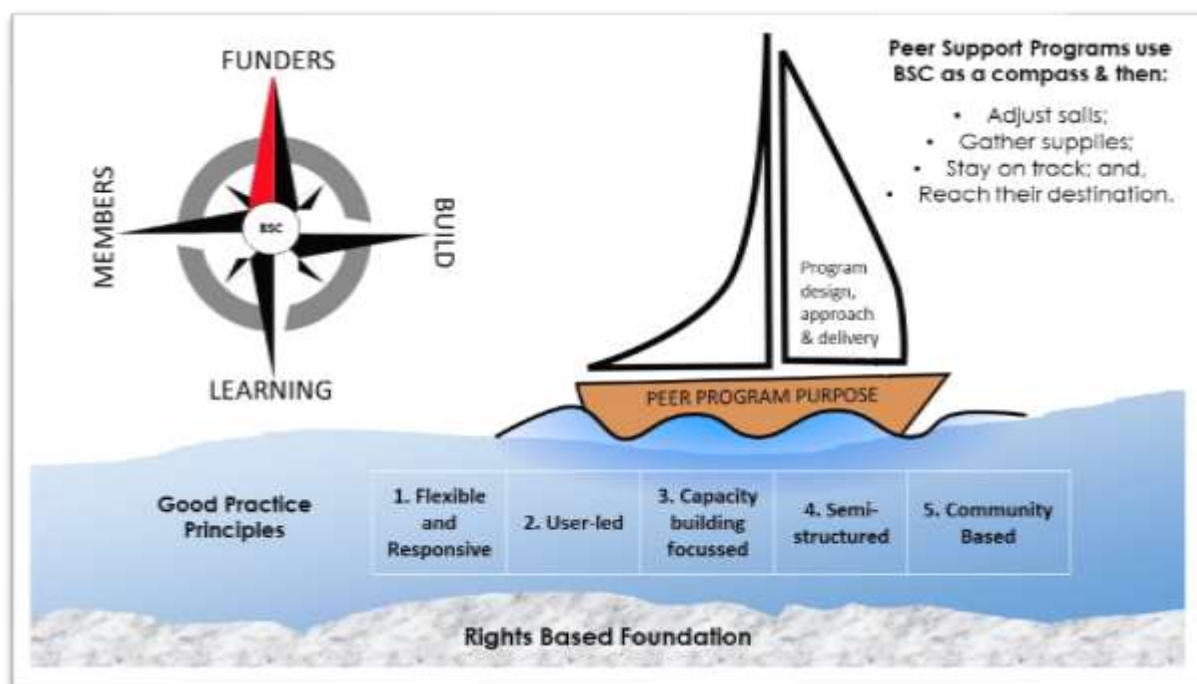 FUNDERS
MEMBERS
BSC
BUILD
LEARNING
Peer Support Programs use
BSC as a compass & then:
• Adjust sails;
• Gather supplies;
• Stay on track; and,
• Reach their destination.
Program
design,
approach
& delivery
PEER PROGRAM PURPOSE
Good Practice
Principles
1. Flexible
and
Responsive
2. User-led
3. Capacity
building
focussed
4. Semi-
structured
5. Community
Based
Rights Based Foundation